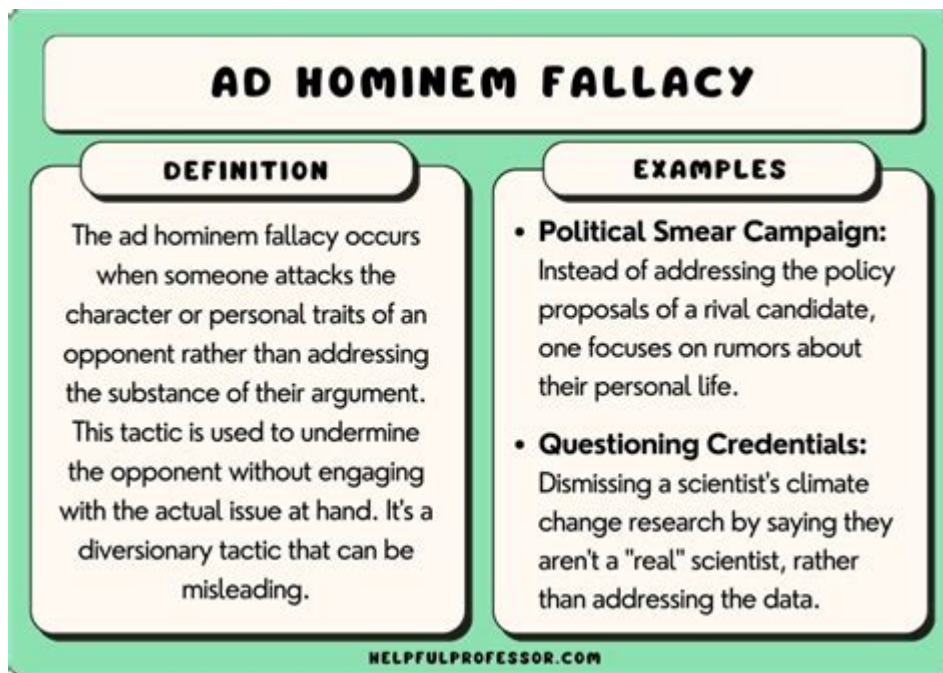 AD HOMINEM FALLACY
DEFINITION
The ad hominem fallacy occurs
when someone attacks the
character or personal traits of an
opponent rather than addressing
the substance of their argument.
This tactic is used to undermine
the opponent without engaging
with the actual issue at hand. It's a
diversionary tactic that can be
misleading.
EXAMPLES
• Political Smear Campaign:
Instead of addressing the policy
proposals of a rival candidate,
one focuses on rumors about
their personal life.
• Questioning Credentials:
Dismissing a scientist's climate
change research by saying they
aren't a "real" scientist, rather
than addressing the data.
HELPFULPROFESSOR.COM